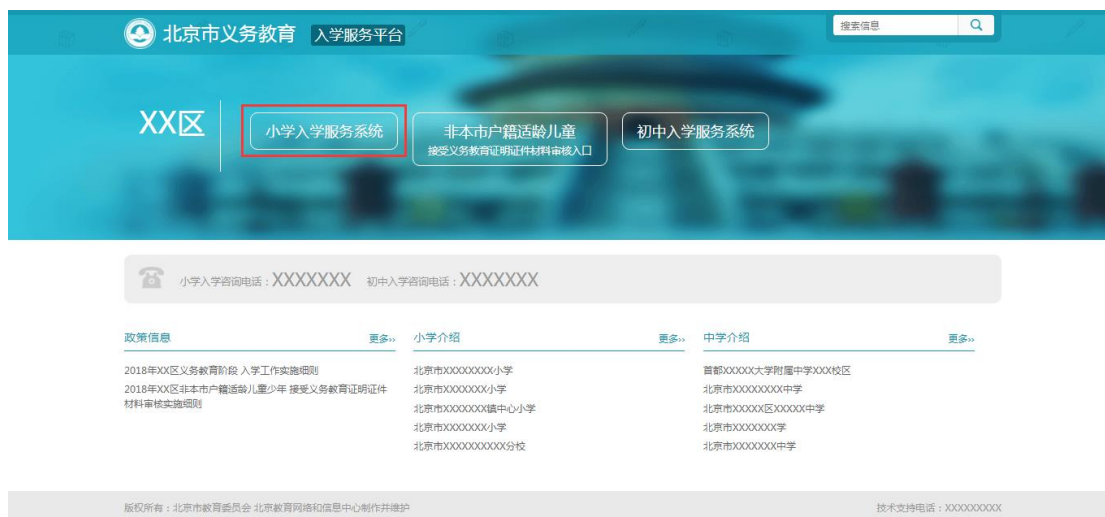 北京市义务教育 入学服务平台
搜索信息
XX区
小学入学服务系统
非本市户籍适龄儿童
接受义务教育证明证件材料审核入口
初中入学服务系统
小学入学咨询电话：XXXXXXX 初中入学咨询电话：XXXXXXX
政策信息 更多››
2018年XX区义务教育阶段 入学工作实施细则
2018年XX区非本市户籍适龄儿童少年 接受义务教育证明证件
材料审核实施细则
小学介绍 更多››
北京市XXXXXXXX小学
北京市XXXXXXX小学
北京市XXXXXXX镇中心小学
北京市XXXXXXX小学
北京市XXXXXXXXXX分校
中学介绍 更多››
首都XXXXX大学附属中学XXX校区
北京市XXXXXXXX中学
北京市XXXXX区XXXXX中学
北京市XXXXXXX学
北京市XXXXXXX中学
版权所有：北京市教育委员会 北京教育网络和信息中心制作并维护
技术支持电话：XXXXXXXXX